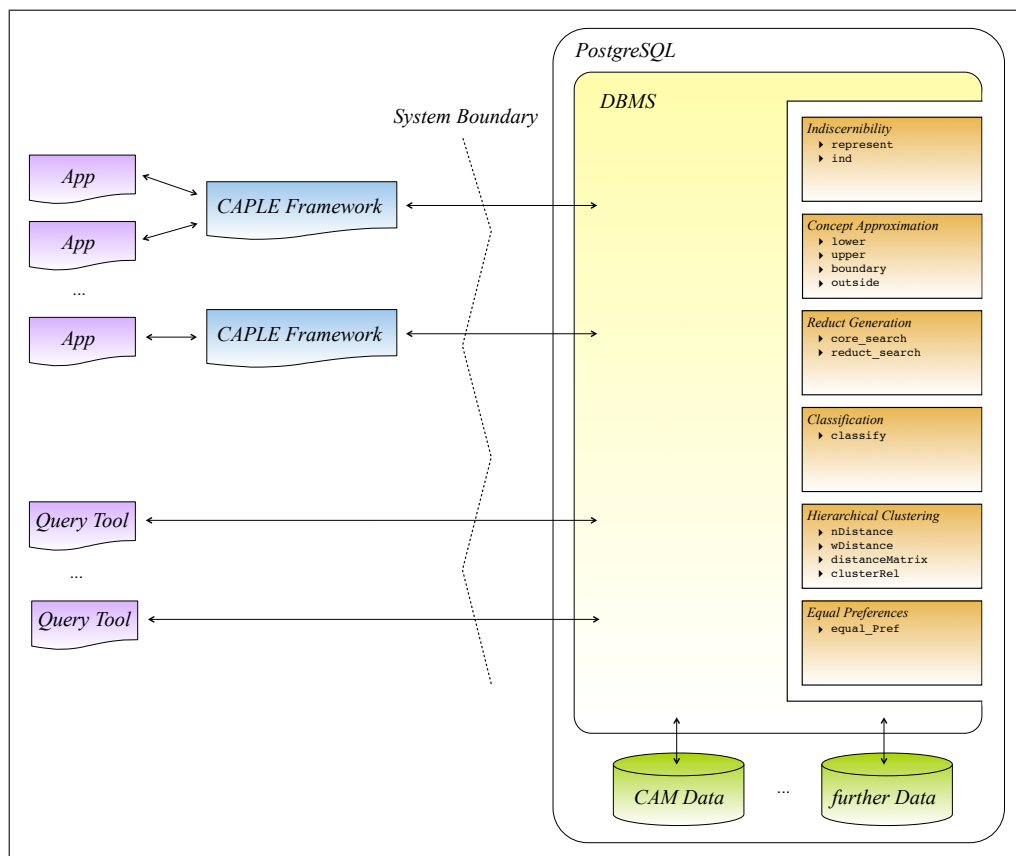 PostgreSQL
DBMS
System Boundary
App
CAPLE Framework
App
...
App
CAPLE Framework
Query Tool
...
Query Tool
Indiscernibility
represent
ind
Concept Approximation
lower
upper
boundary
outside
Reduct Generation
core_search
reduct_search
Classification
classify
Hierarchical Clustering
nDistance
wDistance
distanceMatrix
clusterRel
Equal Preferences
equal_Pref
CAM Data
...
further Data